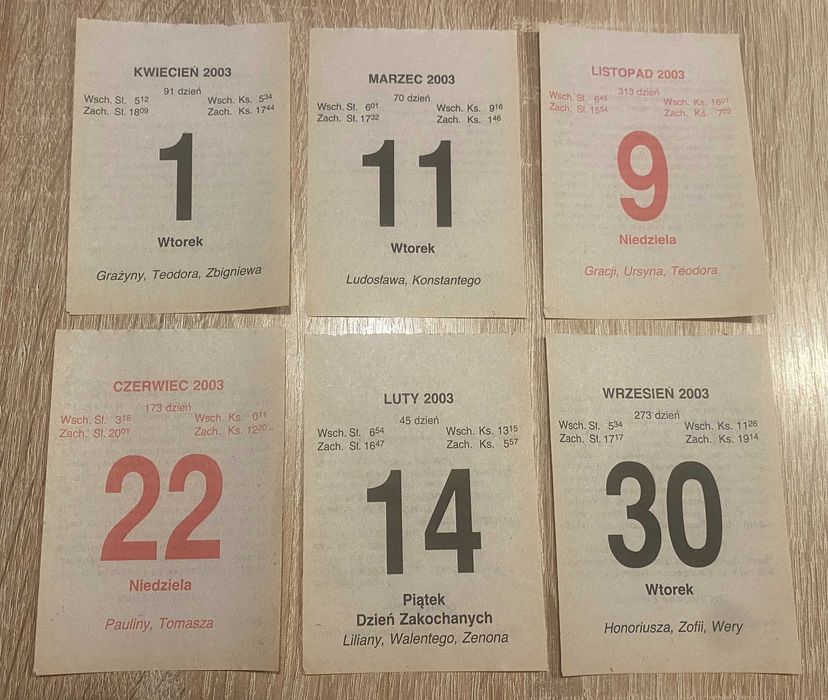 KWIECIEŃ 2003
91 dzień
Wsch. Sł. 5¹² Wsch. Ks. 5³⁴
Zach. Sł. 18⁰⁹ Zach. Ks. 17⁴⁴
1
Wtorek
Grażyny, Teodora, Zbigniewa
MARZEC 2003
70 dzień
Wsch. Sł. 6⁰¹ Wsch. Ks. 9¹⁶
Zach. Sł. 17³² Zach. Ks. 1⁴⁶
11
Wtorek
Ludosława, Konstantego
LISTOPAD 2003
313 dzień
Wsch. Sł. 6⁴⁵ Wsch. Ks. 16⁰¹
Zach. Sł. 15⁵⁴ Zach. Ks. 7⁰²
9
Niedziela
Gracji, Ursyna, Teodora
CZERWIEC 2003
173 dzień
Wsch. Sł. 3¹⁵ Wsch. Ks. 0¹¹
Zach. Sł. 20⁰¹ Zach. Ks. 12²⁰
22
Niedziela
Pauliny, Tomasza
LUTY 2003
45 dzień
Wsch. Sł. 6⁵⁴ Wsch. Ks. 13¹⁵
Zach. Sł. 16⁴⁷ Zach. Ks. 5⁵⁷
14
Piątek
Dzień Zakochanych
Liliany, Walentego, Zenona
WRZESIEŃ 2003
273 dzień
Wsch. Sł. 5³⁴ Wsch. Ks. 11²⁶
Zach. Sł. 17¹⁷ Zach. Ks. 19¹⁴
30
Wtorek
Honoriusza, Zofii, Wery